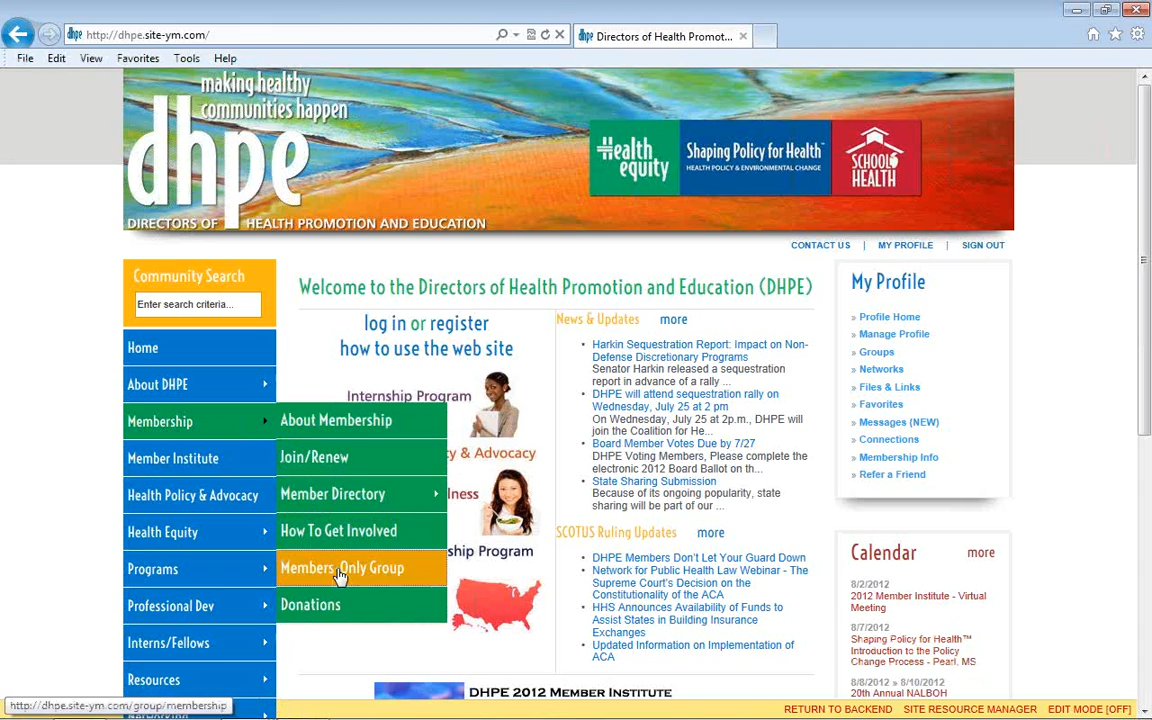 http://dhpe.site-ym.com/
Directors of Health Promot...
File Edit View Favorites Tools Help
making healthy
communities happen
dhpe
DIRECTORS OF HEALTH PROMOTION AND EDUCATION
Health
equity
Shaping Policy for Health™
HEALTH POLICY & ENVIRONMENTAL CHANGE
SCHOOL
HEALTH
CONTACT US | MY PROFILE | SIGN OUT
Community Search
Enter search criteria...
Home
About DHPE
Membership
Member Institute
Health Policy & Advocacy
Health Equity
Programs
Professional Dev
Interns/Fellows
Resources
Networking
About Membership
Join/Renew
Member Directory
How To Get Involved
Members Only Group
Donations
Welcome to the Directors of Health Promotion and Education (DHPE)
log in or register
how to use the web site
Internship Program
y & Advocacy
lness
ship Program
News & Updates more
• Harkin Sequestration Report: Impact on Non-
Defense Discretionary Programs
Senator Harkin released a sequestration
report in advance of a rally ...
• DHPE will attend sequestration rally on
Wednesday, July 25 at 2 pm
On Wednesday, July 25 at 2p.m., DHPE will
join the Coalition for He...
• Board Member Votes Due by 7/27
DHPE Voting Members, Please complete the
electronic 2012 Board Ballot on th...
• State Sharing Submission
Because of its ongoing popularity, state
sharing will be part of our ...
SCOTUS Ruling Updates more
• DHPE Members Don't Let Your Guard Down
• Network for Public Health Law Webinar - The
Supreme Court's Decision on the
Constitutionality of the ACA
• HHS Announces Availability of Funds to
Assist States in Building Insurance
Exchanges
• Updated Information on Implementation of
ACA
DHPE 2012 MEMBER INSTITUTE
My Profile
» Profile Home
» Manage Profile
» Groups
» Networks
» Files & Links
» Favorites
» Messages (NEW)
» Connections
» Membership Info
» Refer a Friend
Calendar more
8/2/2012
2012 Member Institute - Virtual
Meeting
8/7/2012
Shaping Policy for Health™
Introduction to the Policy
Change Process - Pearl, MS
8/8/2012 » 8/10/2012
20th Annual NALBOH
http://dhpe.site-ym.com/group/membership
RETURN TO BACKEND SITE RESOURCE MANAGER EDIT MODE [OFF]